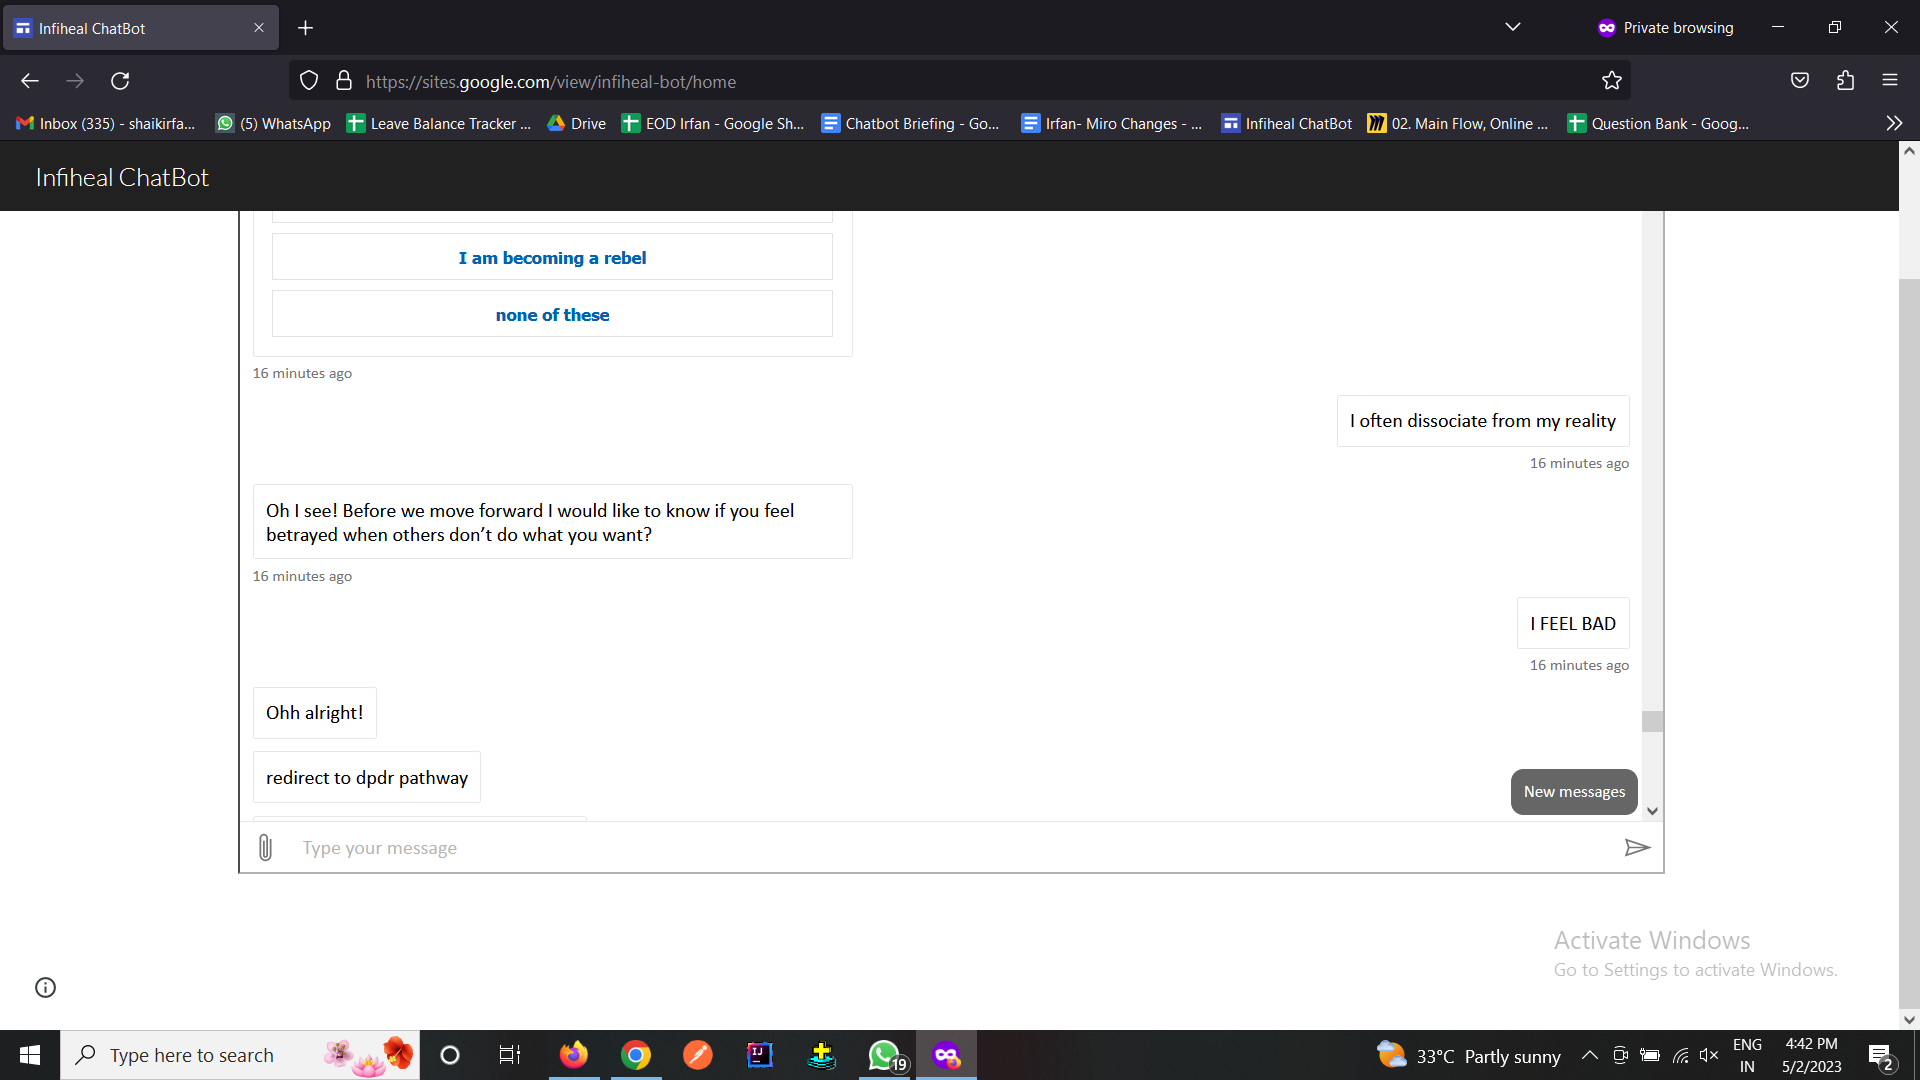 Infiheal ChatBot
Private browsing
https://sites.google.com/view/infiheal-bot/home
Inbox (335) - shaikirfa...
(5) WhatsApp
Leave Balance Tracker ...
Drive
EOD Irfan - Google Sh...
Chatbot Briefing - Go...
Irfan- Miro Changes - ...
Infiheal ChatBot
02. Main Flow, Online ...
Question Bank - Goog...
Infiheal ChatBot
I am becoming a rebel
none of these
16 minutes ago
I often dissociate from my reality
16 minutes ago
Oh I see! Before we move forward I would like to know if you feel
betrayed when others don’t do what you want?
16 minutes ago
I FEEL BAD
16 minutes ago
Ohh alright!
redirect to dpdr pathway
New messages
Type your message
Activate Windows
Go to Settings to activate Windows.
Type here to search
IJ
19
33°C Partly sunny
ENG
IN
4:42 PM
5/2/2023
2